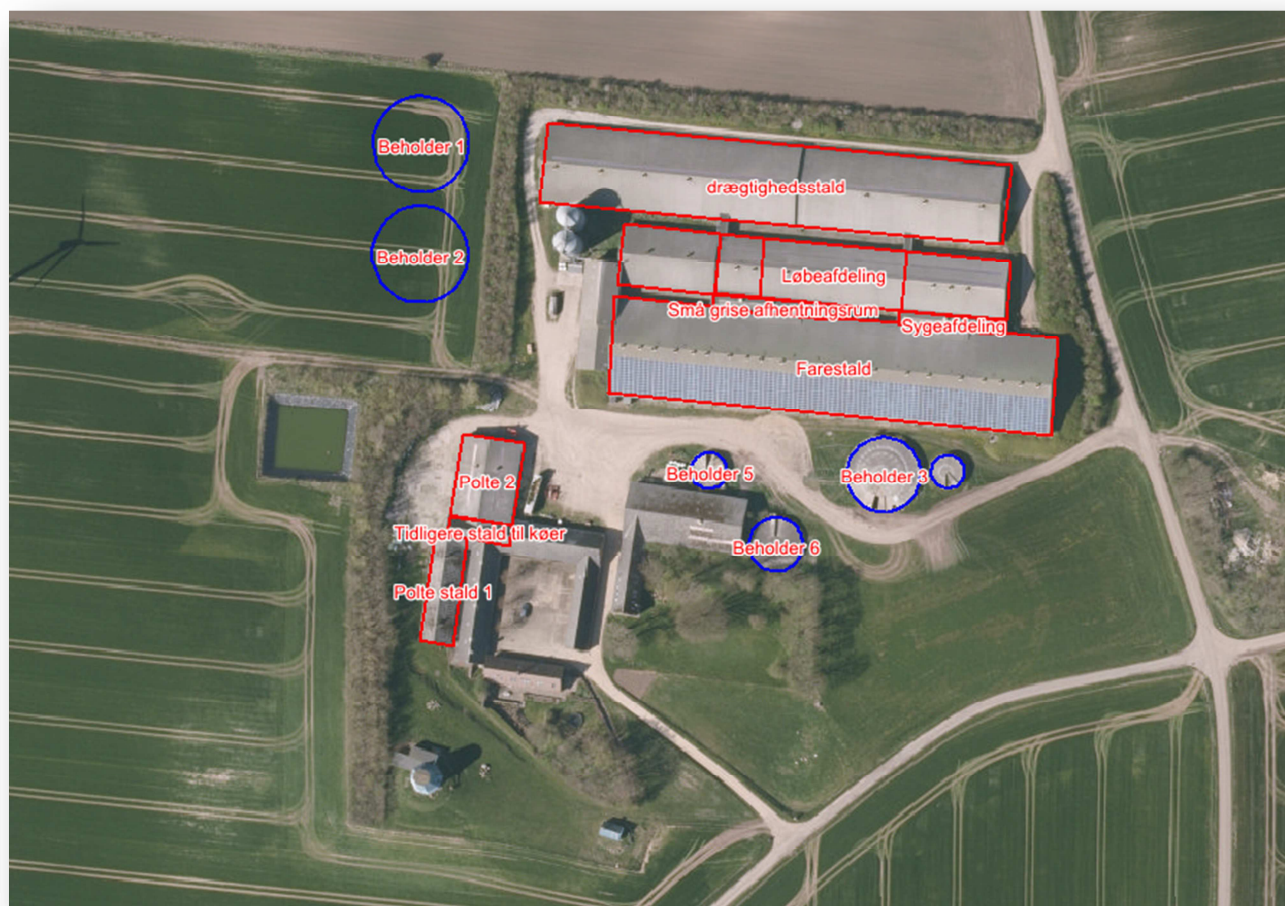 Beholder 1
drægtighedsstald
Beholder 2
Løbeafdeling
Små grise afhentningsrum
Sygeafdeling
Farestald
Beholder 5
Beholder 3
Polte 2
Tidligere stald til køer
Beholder 6
Polte stald 1